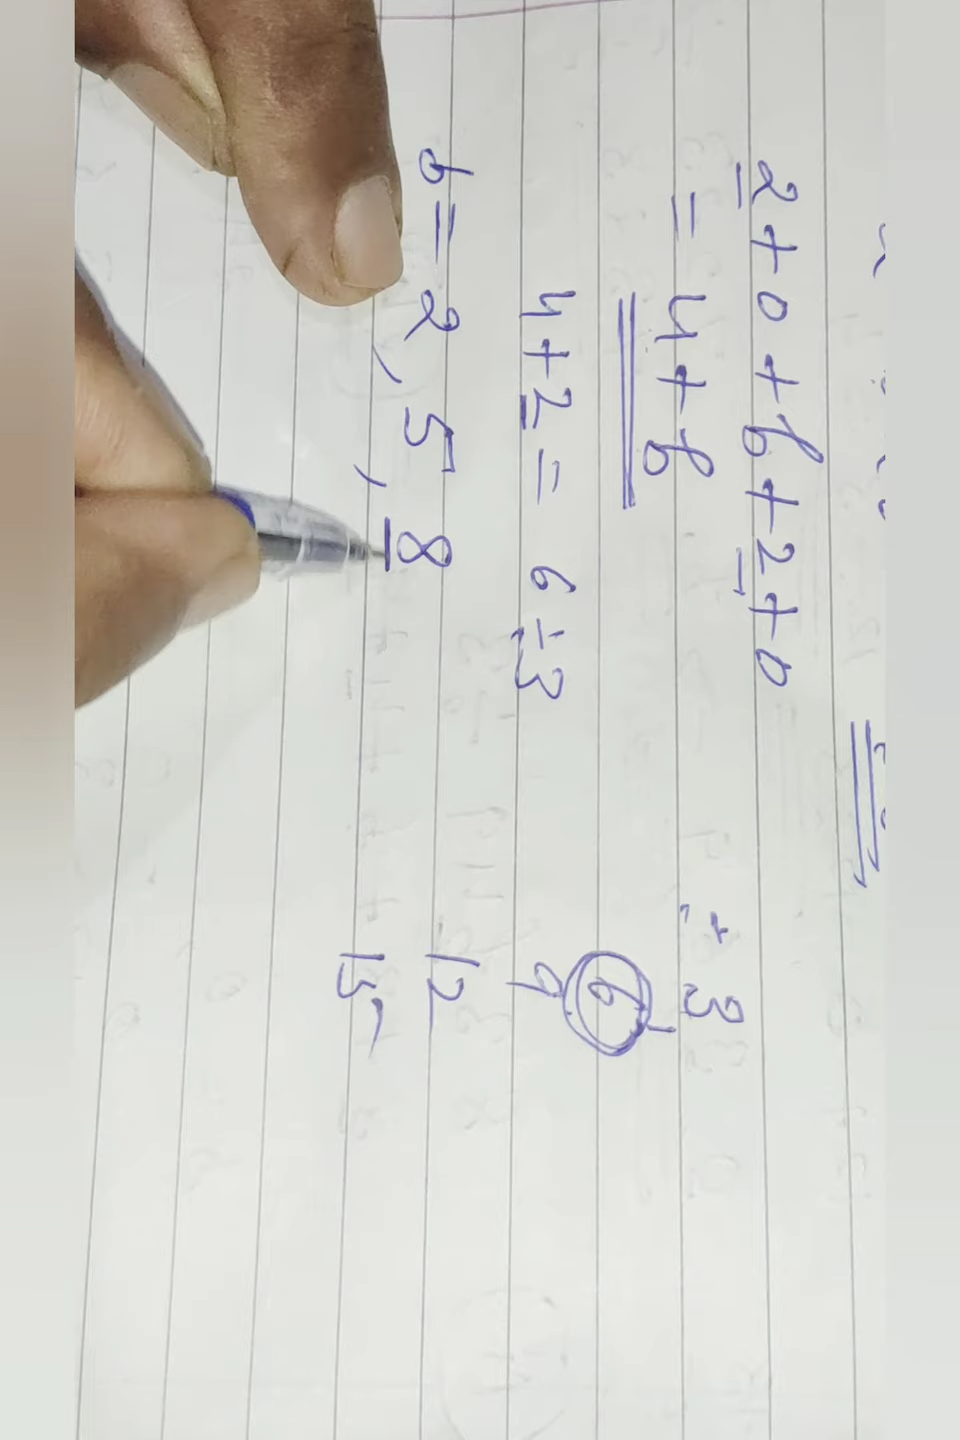 2+0+b+2+0
= 4+b
÷ 3
4+2 = 6÷3
6
9
b = 2, 5, 8
12
15